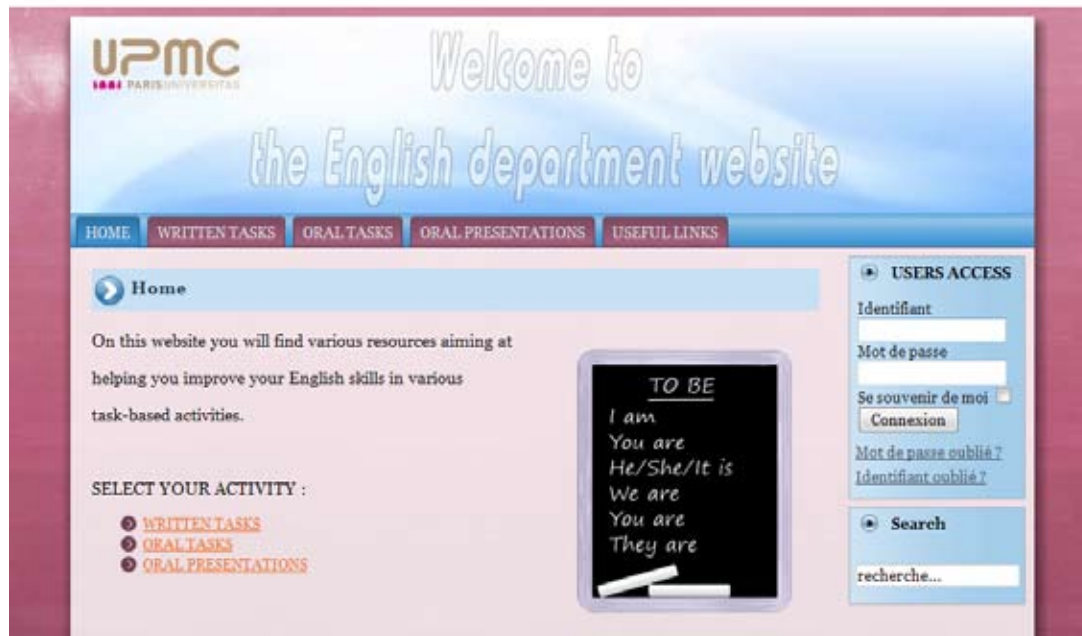 UPMC
PARISUNIVERSITAS
Welcome to
the English department website
HOME
WRITTEN TASKS
ORAL TASKS
ORAL PRESENTATIONS
USEFUL LINKS
Home
On this website you will find various resources aiming at
helping you improve your English skills in various
task-based activities.
SELECT YOUR ACTIVITY :
WRITTEN TASKS
ORAL TASKS
ORAL PRESENTATIONS
TO BE
I am
You are
He/She/It is
We are
You are
They are
USERS ACCESS
Identifiant
Mot de passe
Se souvenir de moi
Connexion
Mot de passe oublié ?
Identifiant oublié ?
Search
recherche...